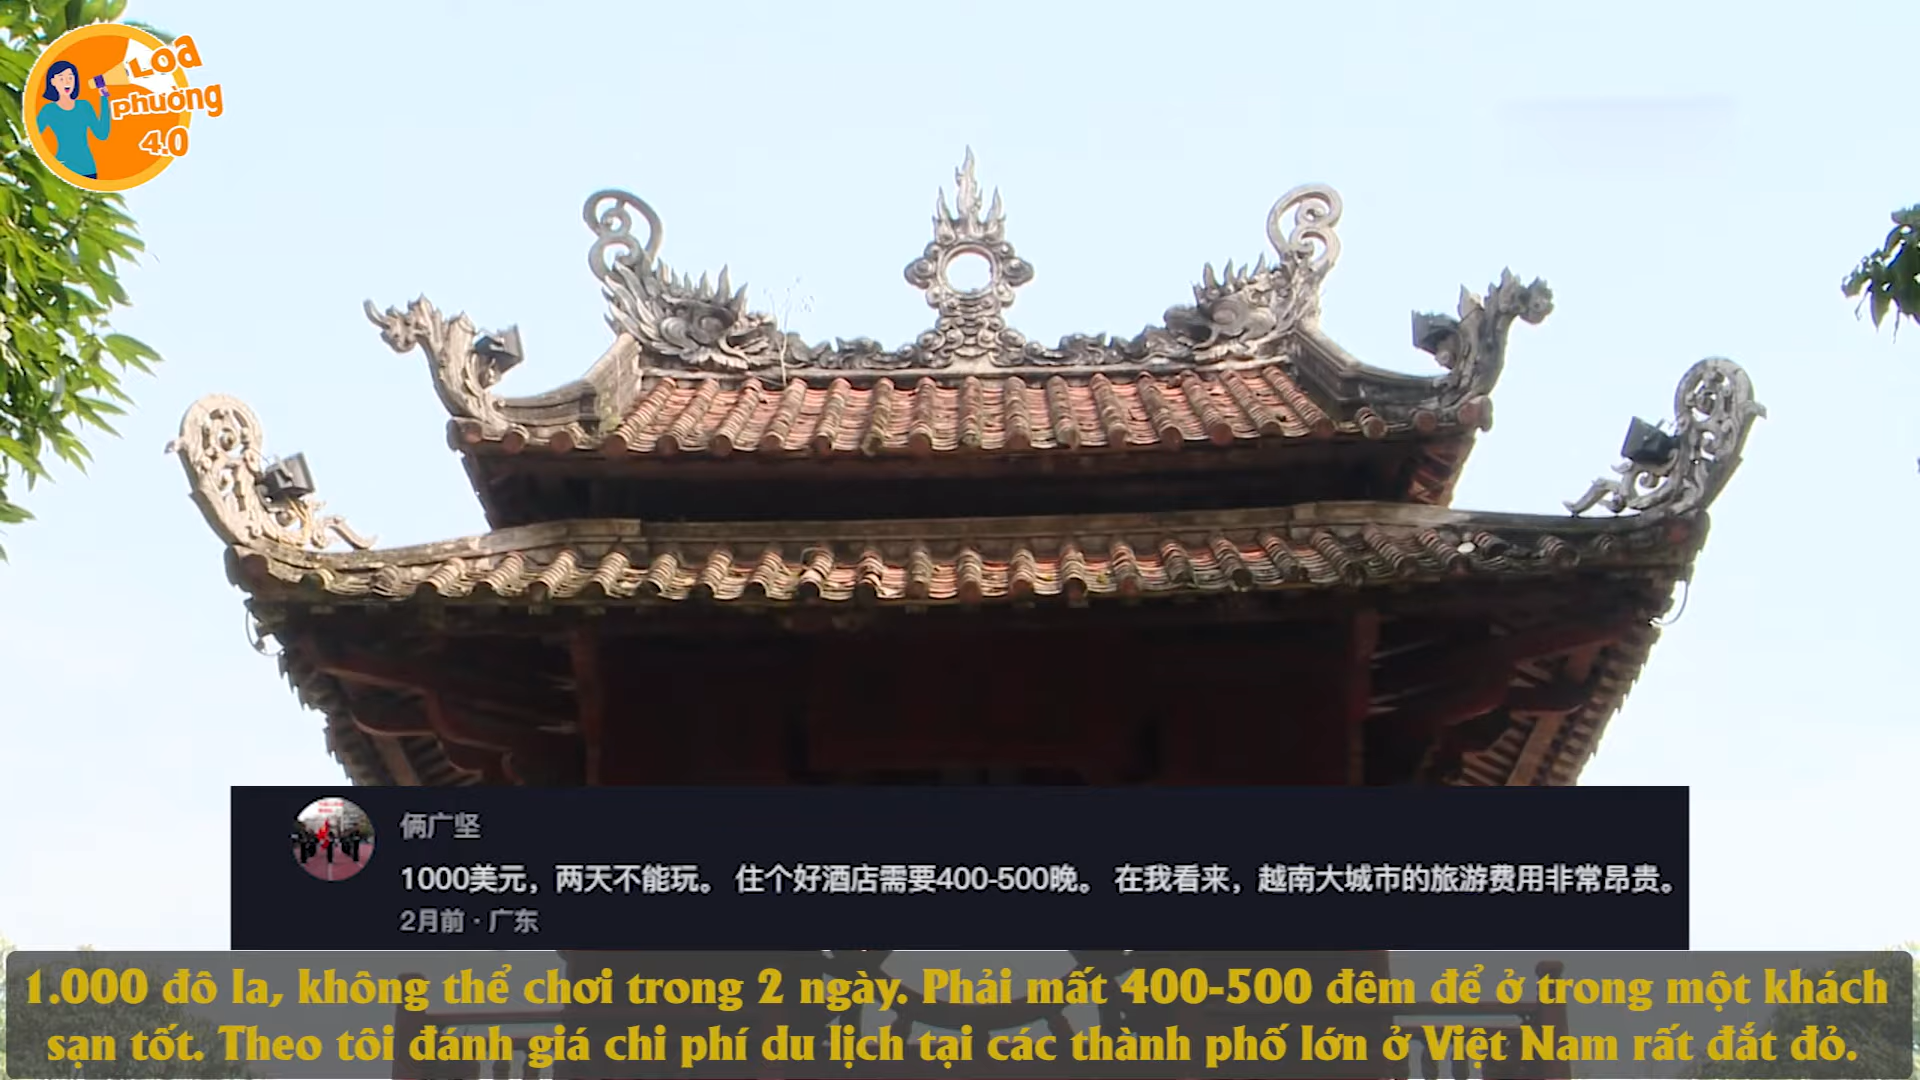 Loa
phường
4.0
俩广坚
1000美元，两天不能玩。 住个好酒店需要400-500晚。 在我看来，越南大城市的旅游费用非常昂贵。
2月前 · 广东
1.000 đô la, không thể chơi trong 2 ngày. Phải mất 400-500 đêm để ở trong một khách
sạn tốt. Theo tôi đánh giá chi phí du lịch tại các thành phố lớn ở Việt Nam rất đắt đỏ.